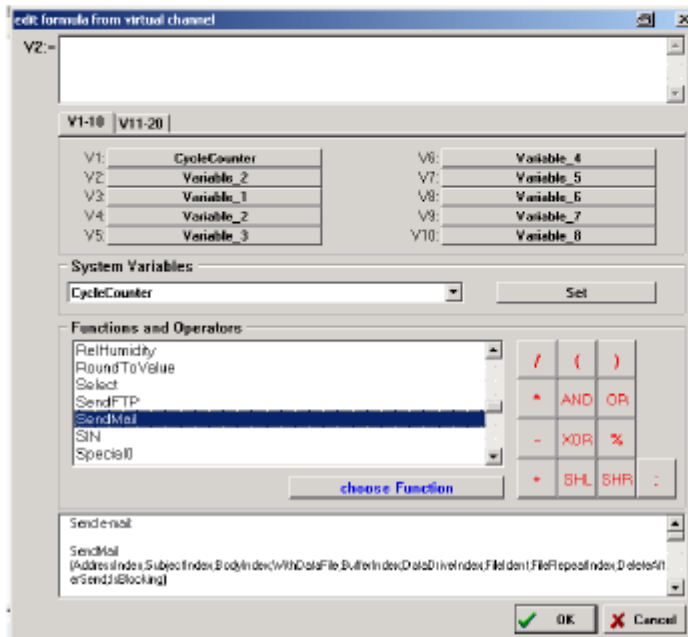 edit formula from virtual channel
V2:=
V1-10 V11-20
V1: CycleCounter V6: Variable_4
V2: Variable_2 V7: Variable_5
V3: Variable_1 V8: Variable_6
V4: Variable_2 V9: Variable_7
V5: Variable_3 V10: Variable_8
System Variables
CycleCounter Set
Functions and Operators
RelHumidity
RoundToValue
Select
SendFTP
SendMail
SIN
Special0
/ ( )
* AND OR
- XOR %
+ SHL SHR ;
choose Function
Send e-mail:
SendMail
(AddressIndex;SubjectIndex;BodyIndex;WithDataFile;BufferIndex;DataDriveIndex;FileIdent;FileRepeatIndex;DeleteAft
erSend;IsBlocking)
OK Cancel